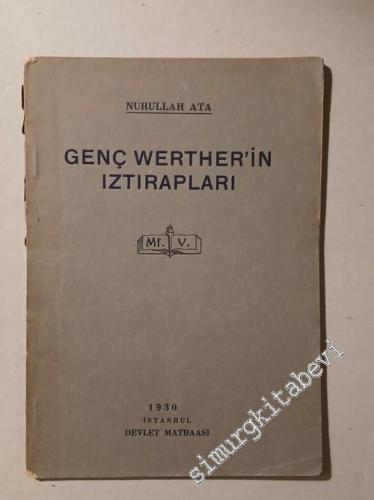 NURULLAH ATA
GENÇ WERTHER'İN
IZTIRAPLARI
Mf. V.
1930
İSTANBUL
DEVLET MATBAASI
simurgkitabevi